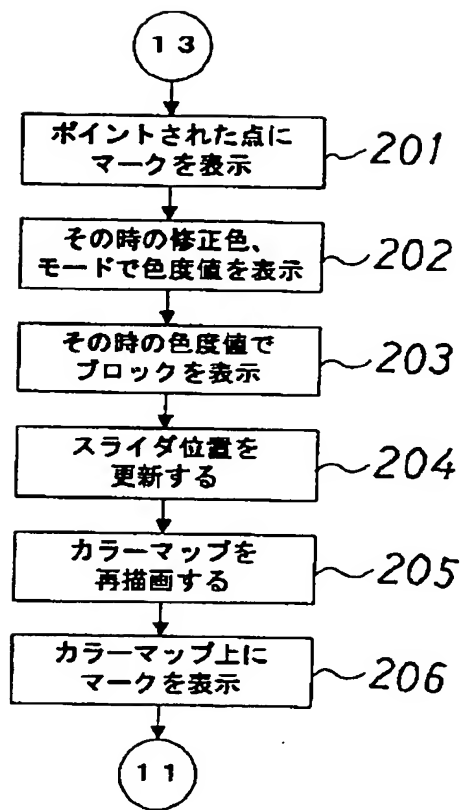 13
ポイントされた点に
マークを表示
201
その時の修正色、
モードで色度値を表示
202
その時の色度値で
ブロックを表示
203
スライダ位置を
更新する
204
カラーマップを
再描画する
205
カラーマップ上に
マークを表示
206
11